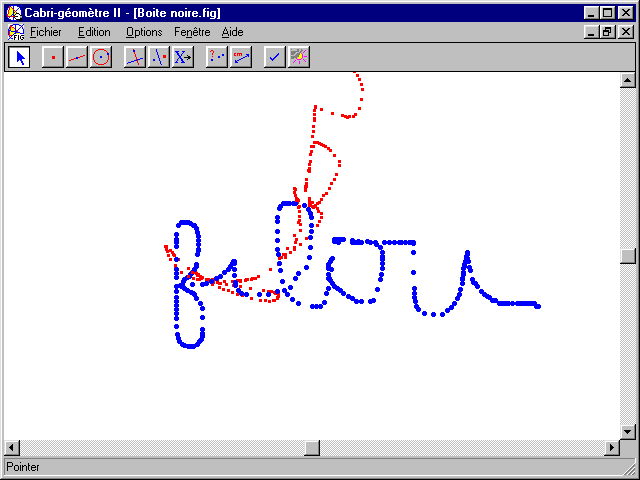 Cabri-géomètre II - [Boite noire.fig]
Fichier Edition Options Fenêtre Aide
Pointer